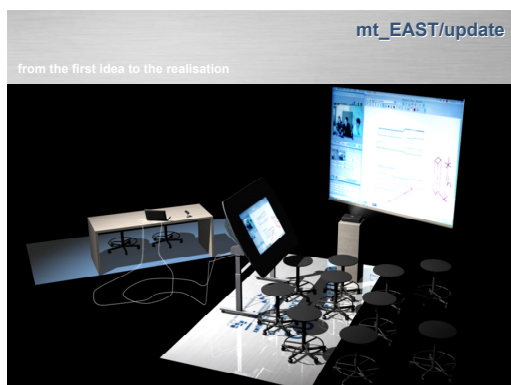 mt_EAST/update
from the first idea to the realisation